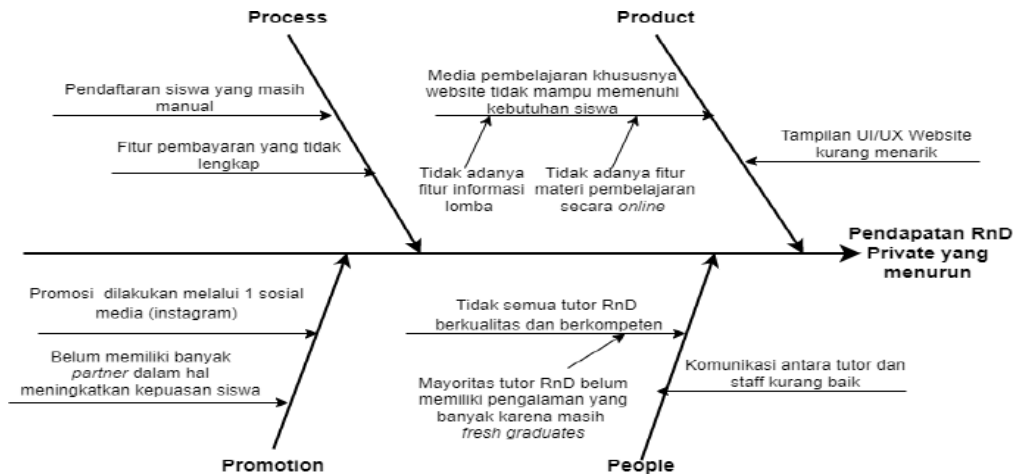 Process
Product
Pendaftaran siswa yang masih
manual
Fitur pembayaran yang tidak
lengkap
Media pembelajaran khususnya
website tidak mampu memenuhi
kebutuhan siswa
Tidak adanya
fitur informasi
lomba
Tidak adanya fitur
materi pembelajaran
secara online
Tampilan UI/UX Website
kurang menarik
Pendapatan RnD
Private yang
menurun
Promosi dilakukan melalui 1 sosial
media (instagram)
Belum memiliki banyak
partner dalam hal
meningkatkan kepuasan siswa
Tidak semua tutor RnD
berkualitas dan berkompeten
Mayoritas tutor RnD belum
memiliki pengalaman yang
banyak karena masih
fresh graduates
Komunikasi antara tutor dan
staff kurang baik
Promotion
People